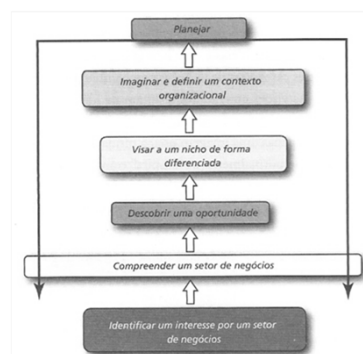 Planejar
Imaginar e definir um contexto
organizacional
Visar a um nicho de forma
diferenciada
Descobrir uma oportunidade
Compreender um setor de negócios
Identificar um interesse por um setor
de negócios